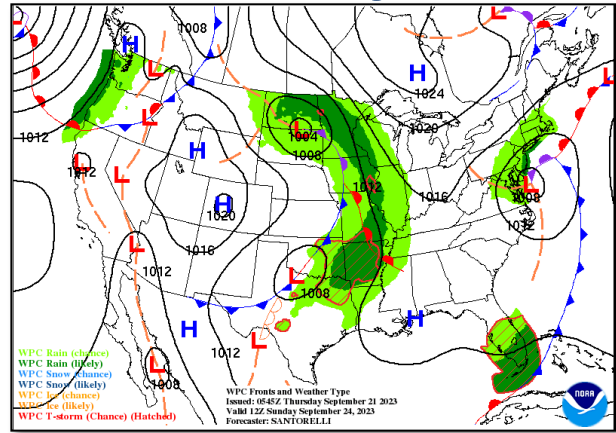 H
1008
L
L
H
L
1024
L
1012
L
1020
L
1004
1008
H
L
1012
1012
L
1016
L
1008
1012
H
1020
1016
L
1012
L
1008
H
H
1012
L
L
1008
WPC Rain (chance)
WPC Rain (likely)
WPC Snow (chance)
WPC Snow (likely)
WPC Ice (chance)
WPC Ice (likely)
WPC T-storm (Chance) (Hatched)
WPC Fronts and Weather Type
Issued: 0545Z Thursday September 21 2023
Valid 12Z Sunday September 24, 2023
Forecaster: SANTORELLI
NOAA